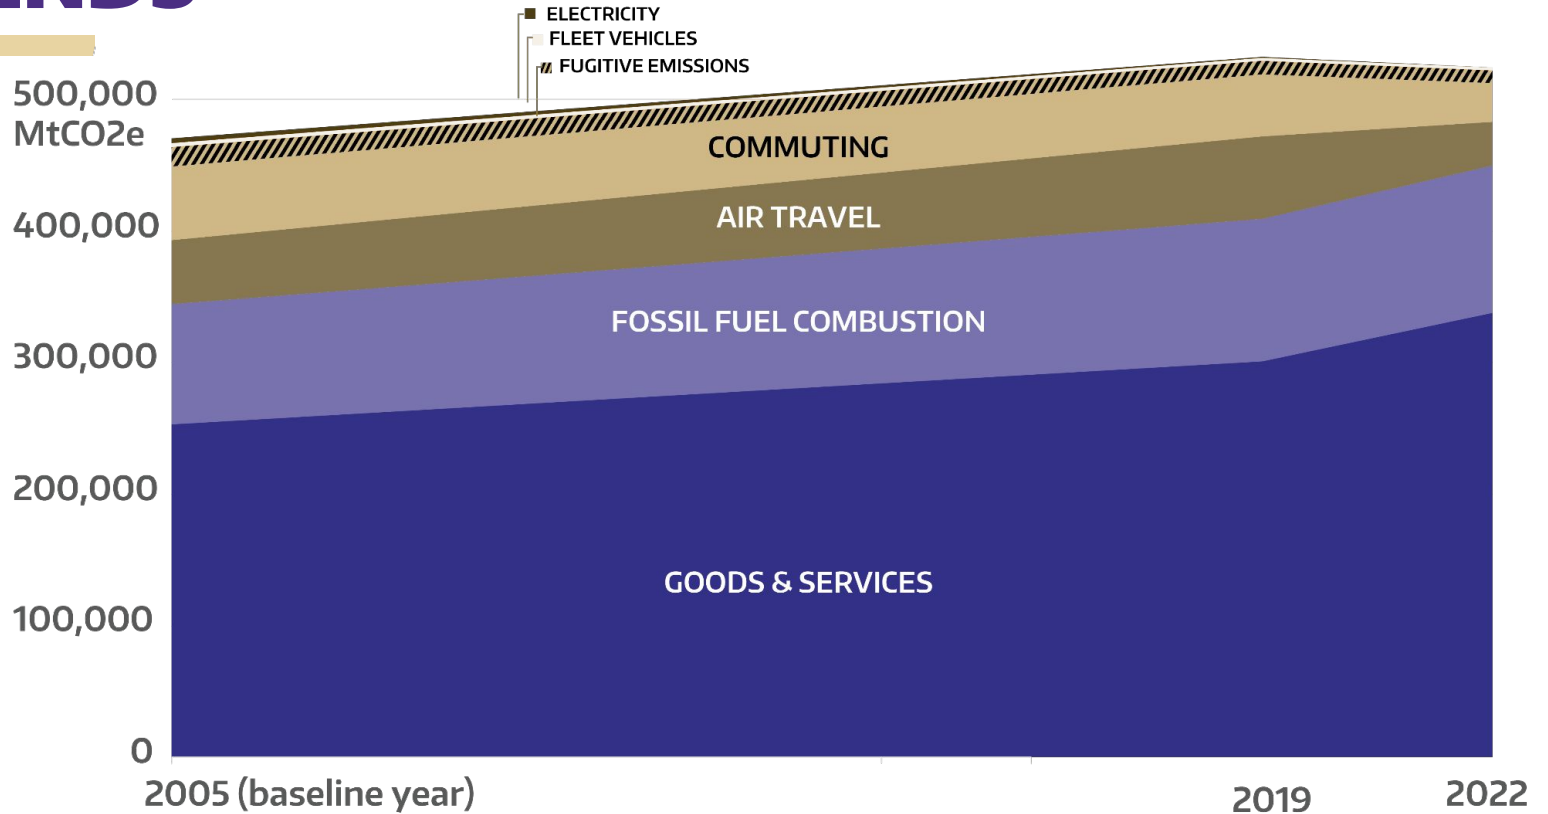 ELECTRICITY
FLEET VEHICLES
FUGITIVE EMISSIONS
500,000
MtCO2e
400,000
300,000
200,000
100,000
0
COMMUTING
AIR TRAVEL
FOSSIL FUEL COMBUSTION
GOODS & SERVICES
2005 (baseline year)
2019
2022